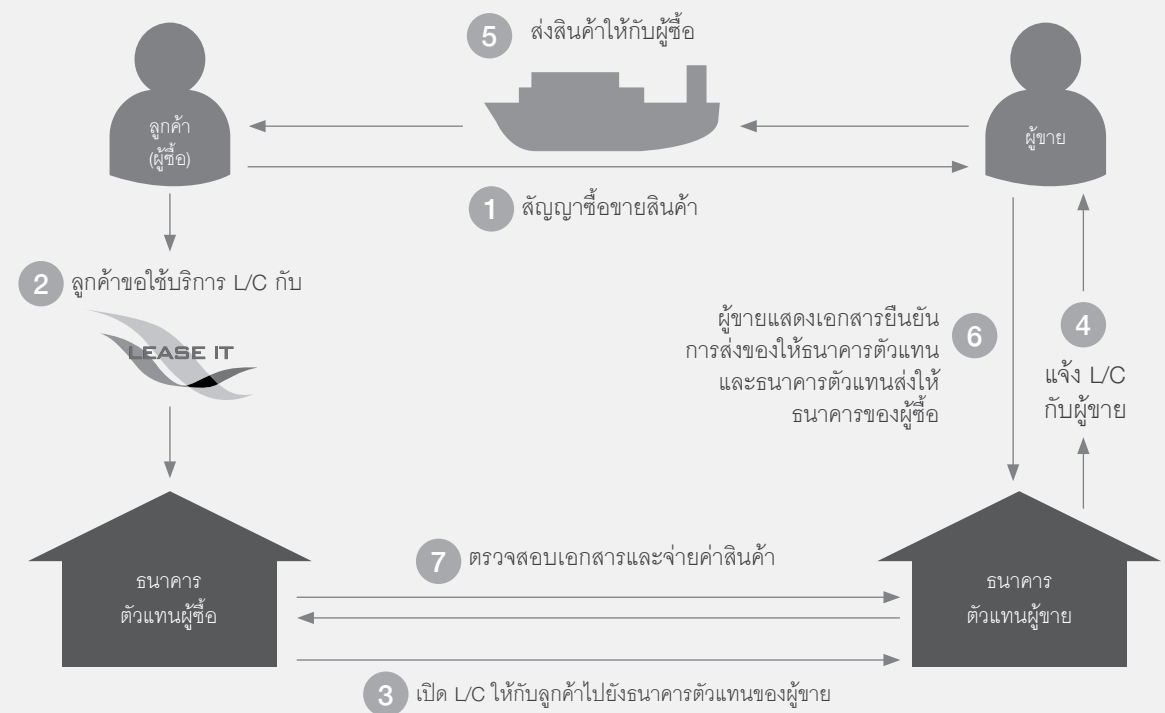 5 ส่งสินค้าให้กับผู้ซื้อ
ลูกค้า
(ผู้ซื้อ)
ผู้ขาย
1 สัญญาซื้อขายสินค้า
2 ลูกค้าขอใช้บริการ L/C กับ
LEASE IT
ผู้ขายแสดงเอกสารยืนยัน
การส่งของให้ธนาคารตัวแทน
และธนาคารตัวแทนส่งให้
ธนาคารของผู้ซื้อ
6
4
แจ้ง L/C
กับผู้ขาย
7 ตรวจสอบเอกสารและจ่ายค่าสินค้า
ธนาคาร
ตัวแทนผู้ซื้อ
ธนาคาร
ตัวแทนผู้ขาย
3 เปิด L/C ให้กับลูกค้าไปยังธนาคารตัวแทนของผู้ขาย